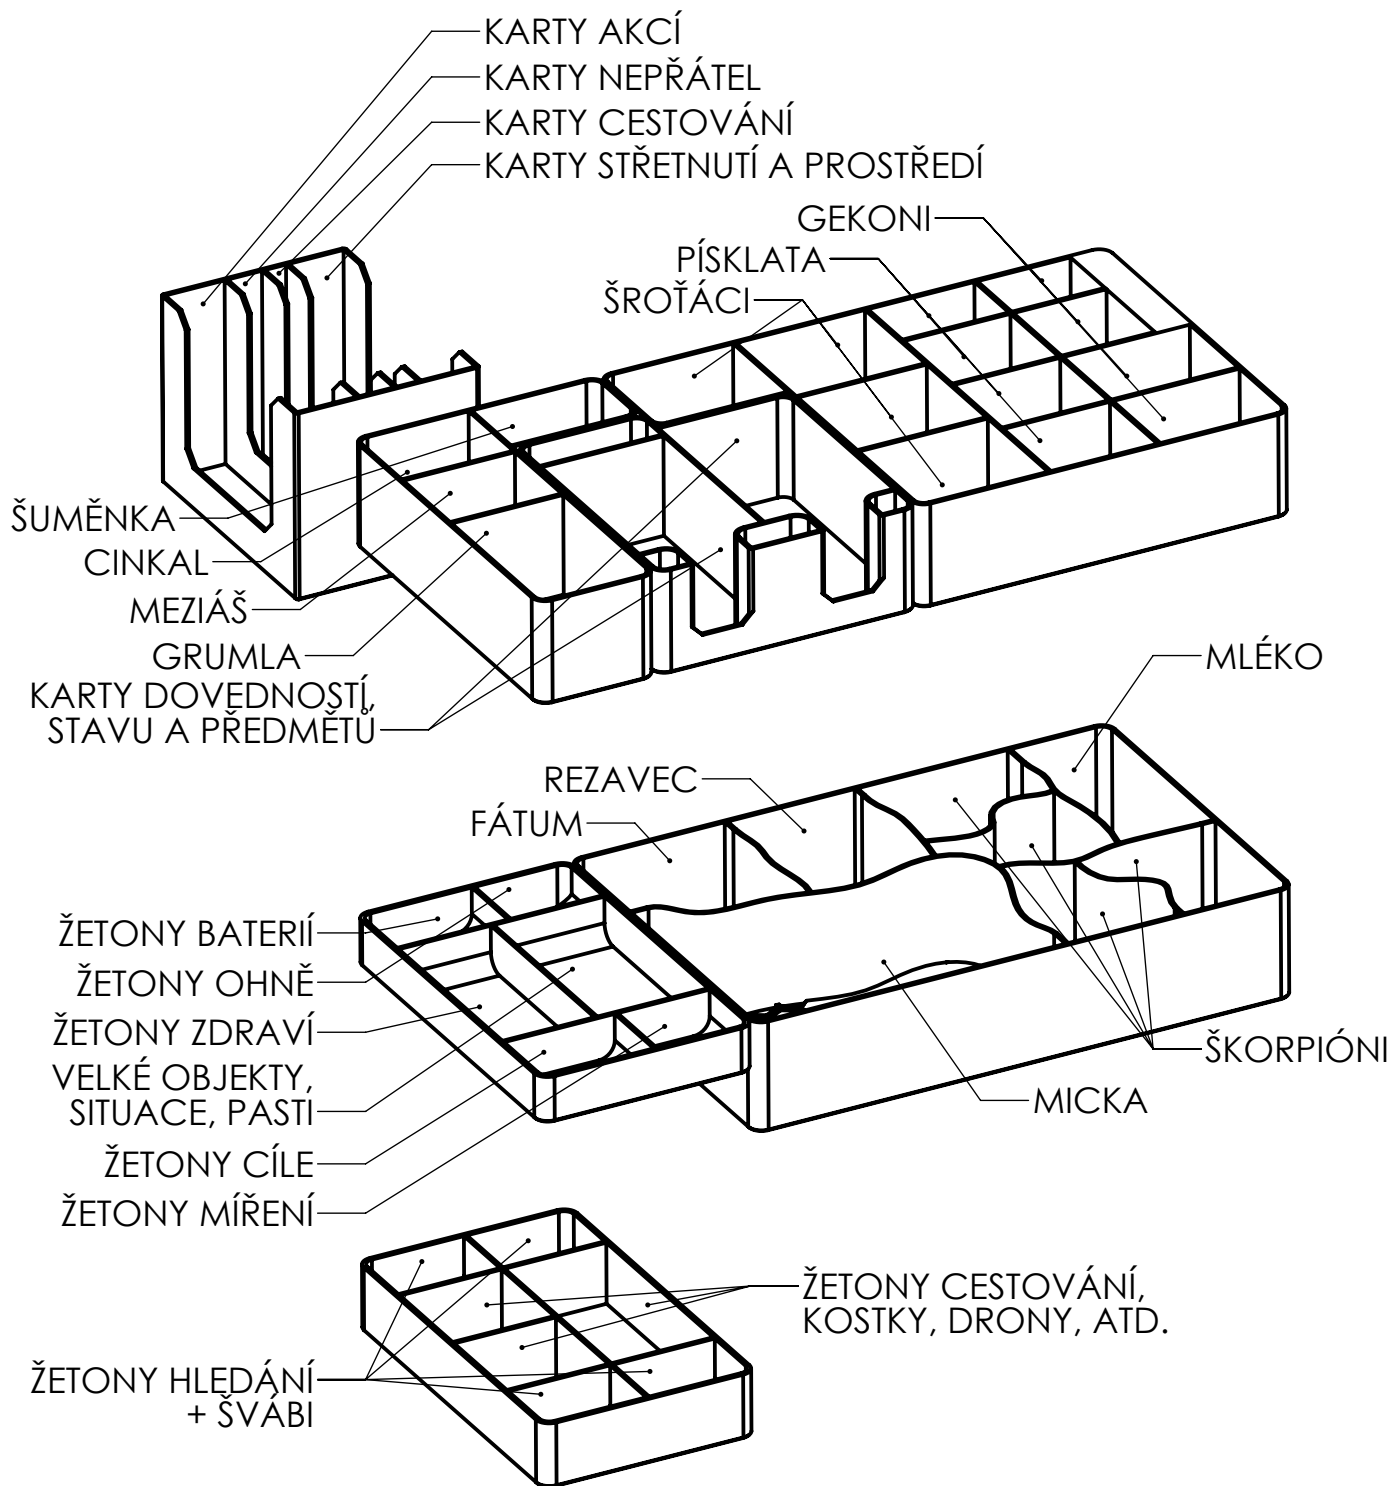 KARTY AKCÍ
KARTY NEPŘÁTEL
KARTY CESTOVÁNÍ
KARTY STŘETNUTÍ A PROSTŘEDÍ
GEKONI
PÍSKLATA
ŠROŤÁCI
ŠUMĚNKA
CINKAL
MEZIÁŠ
GRUMLA
KARTY DOVEDNOSTÍ,
STAVU A PŘEDMĚTŮ
MLÉKO
REZAVEC
FÁTUM
ŽETONY BATERIÍ
ŽETONY OHNĚ
ŽETONY ZDRAVÍ
VELKÉ OBJEKTY,
SITUACE, PASTI
ŽETONY CÍLE
ŽETONY MÍŘENÍ
ŠKORPIÓNI
MICKA
ŽETONY CESTOVÁNÍ,
KOSTKY, DRONY, ATD.
ŽETONY HLEDÁNÍ
+ ŠVÁBI